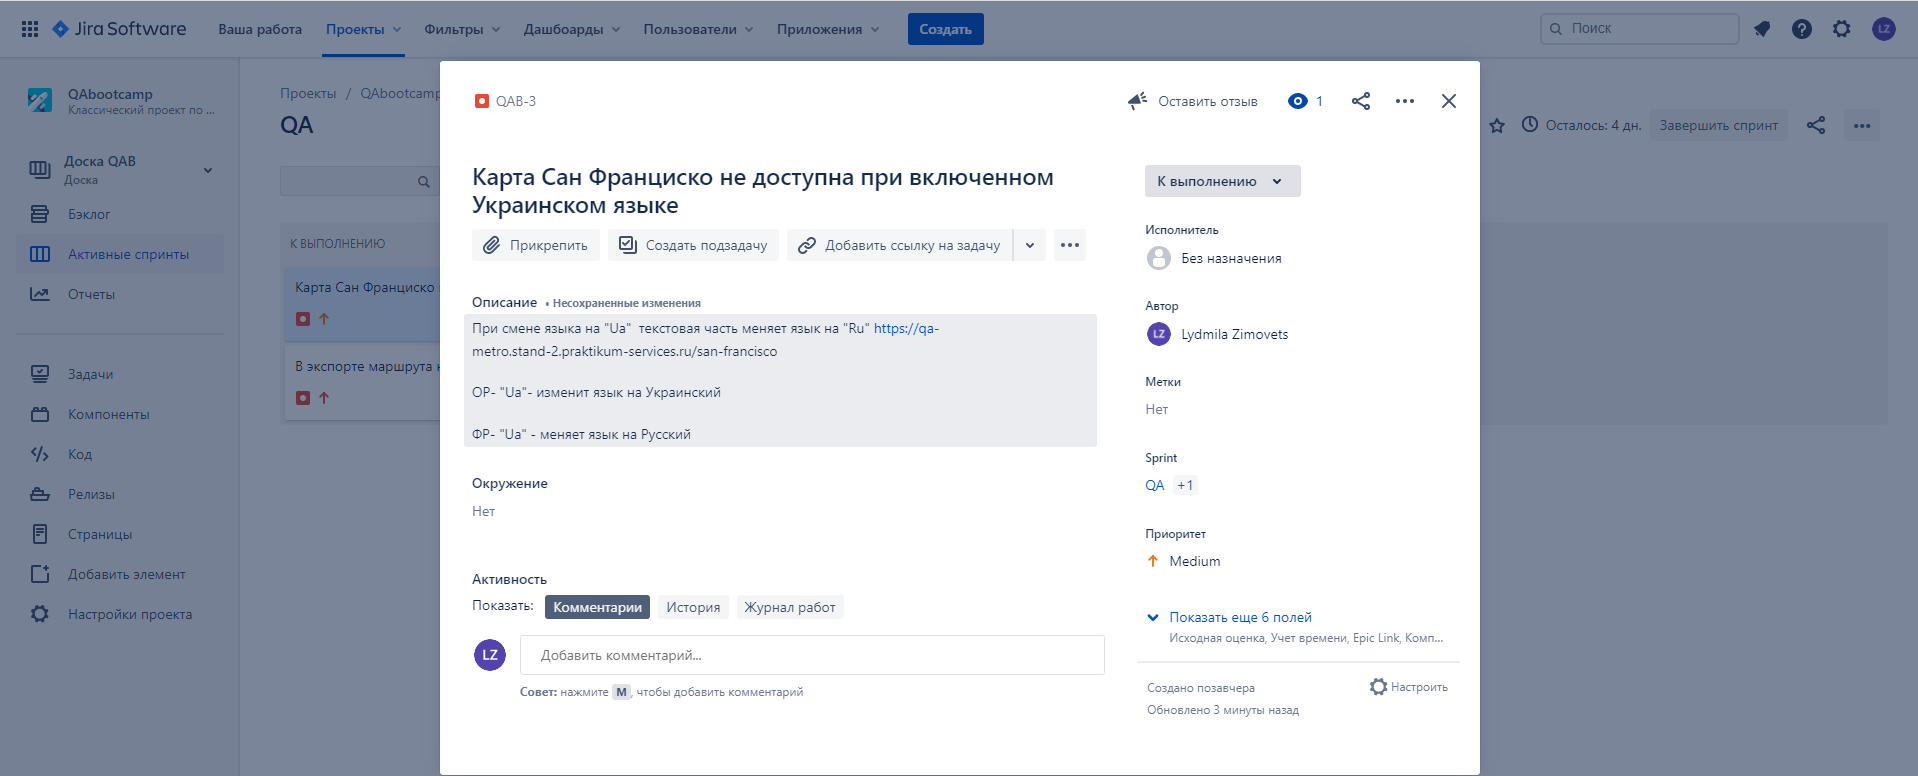 Jira Software
Ваша работа
Проекты
Фильтры
Дашбоарды
Пользователи
Приложения
Создать
Поиск
LZ
QAbootcamp
Классический проект по ...
Доска QAB
Доска
Бэклог
Активные спринты
Отчеты
Задачи
Компоненты
Код
Релизы
Страницы
Добавить элемент
Настройки проекта
Проекты / QAbootcamp
QA
К ВЫПОЛНЕНИЮ
Карта Сан Франциско
В экспорте маршрута
Осталось: 4 дн.
Завершить спринт
QAB-3
Оставить отзыв
1
Карта Сан Франциско не доступна при включенном
Украинском языке
Прикрепить
Создать подзадачу
Добавить ссылку на задачу
Описание • Несохраненные изменения
При смене языка на "Ua" текстовая часть меняет язык на "Ru" https://qa-
metro.stand-2.praktikum-services.ru/san-francisco
ОР- "Ua"- изменит язык на Украинский
ФР- "Ua" - меняет язык на Русский
Окружение
Нет
Активность
Показать: Комментарии История Журнал работ
LZ
Добавить комментарий...
Совет: нажмите M, чтобы добавить комментарий
К выполнению
Исполнитель
Без назначения
Автор
LZ Lydmila Zimovets
Метки
Нет
Sprint
QA +1
Приоритет
Medium
Показать еще 6 полей
Исходная оценка, Учет времени, Epic Link, Комп...
Создано позавчера
Настроить
Обновлено 3 минуты назад